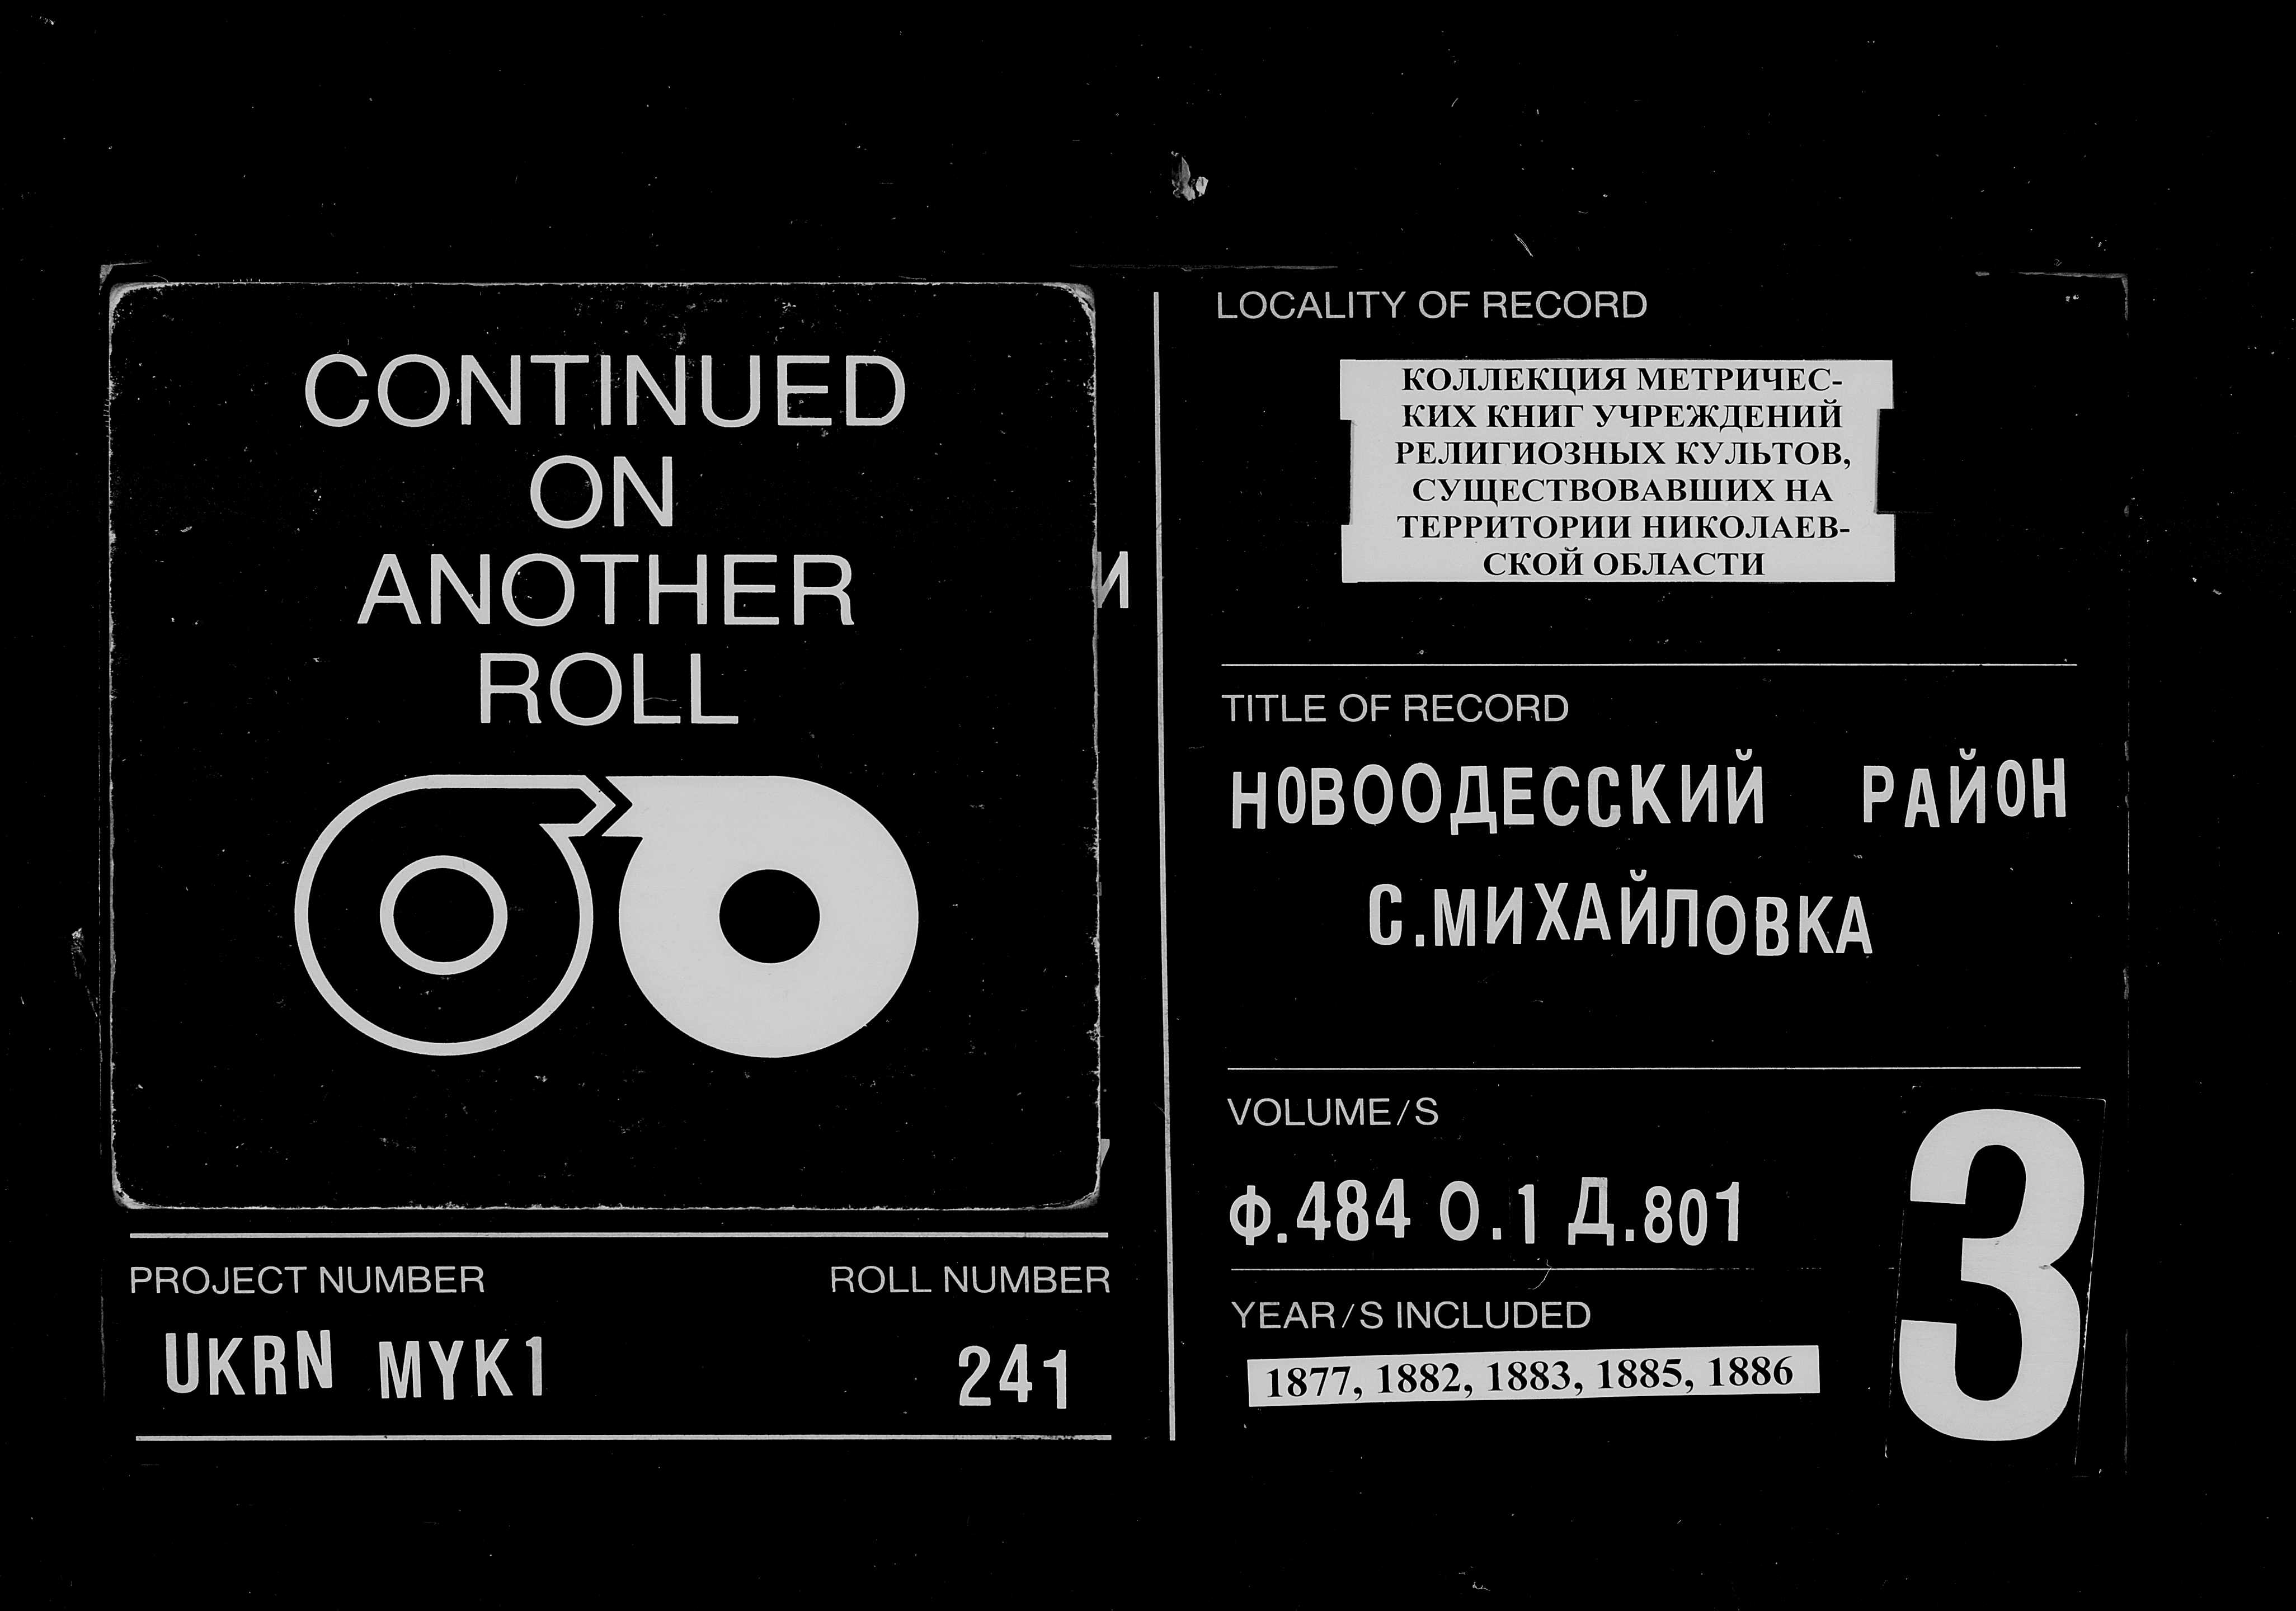 CONTINUED
ON
ANOTHER
ROLL
И
PROJECT NUMBER
ROLL NUMBER
UKRN MYK1
241
LOCALITY OF RECORD
КОЛЛЕКЦИЯ МЕТРИЧЕС-
КИХ КНИГ УЧРЕЖДЕНИЙ
РЕЛИГИОЗНЫХ КУЛЬТОВ,
СУЩЕСТВОВАВШИХ НА
ТЕРРИТОРИИ НИКОЛАЕВ-
СКОЙ ОБЛАСТИ
TITLE OF RECORD
НОВООДЕССКИЙ РАЙОН
С.МИХАЙЛОВКА
VOLUME/S
Ф.484 О.1 Д.801
YEAR/S INCLUDED
1877, 1882, 1883, 1885, 1886
3